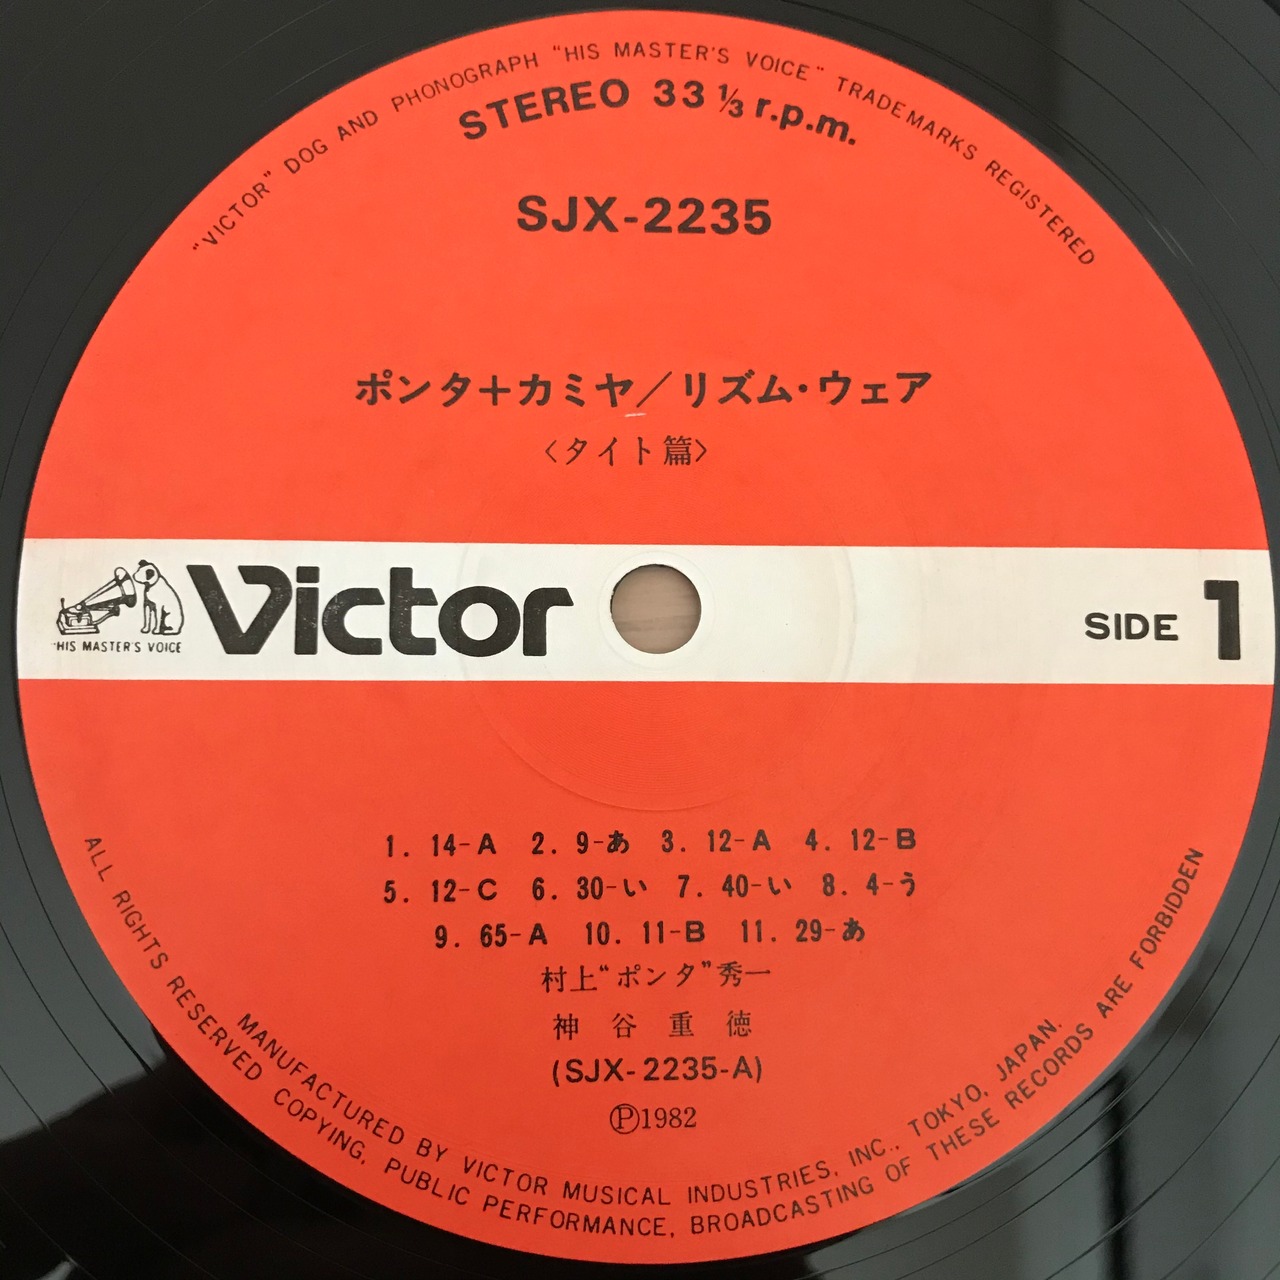 "VICTOR" DOG AND PHONOGRAPH "HIS MASTER'S VOICE" TRADEMARKS REGISTERED
STEREO 33 ⅓ r.p.m.
SJX-2235
ポンタ＋カミヤ／リズム・ウェア
〈タイト篇〉
"HIS MASTER'S VOICE
Victor
SIDE 1
1. 14-A 2. 9-あ 3. 12-A 4. 12-B
5. 12-C 6. 30-い 7. 40-い 8. 4-う
9. 65-A 10. 11-B 11. 29-あ
村上"ポンタ"秀一
神谷重徳
(SJX-2235-A)
Ⓟ1982
MANUFACTURED BY VICTOR MUSICAL INDUSTRIES, INC., TOKYO, JAPAN.
ALL RIGHTS RESERVED COPYING, PUBLIC PERFORMANCE, BROADCASTING OF THESE RECORDS ARE FORBIDDEN